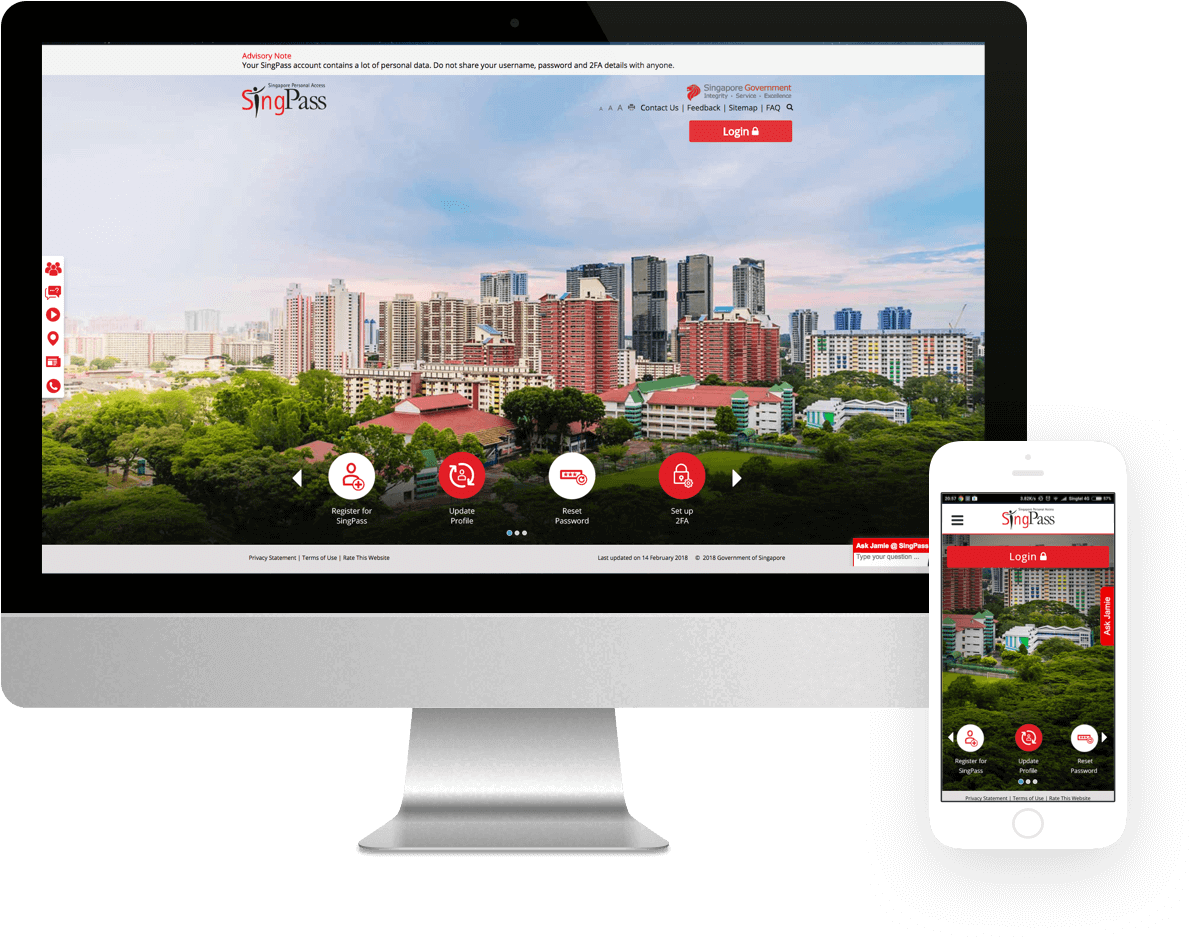 Advisory Note
Your SingPass account contains a lot of personal data. Do not share your username, password and 2FA details with anyone.
Singapore Personal Access
SingPass
Singapore Government
Integrity · Service · Excellence
A A A Contact Us | Feedback | Sitemap | FAQ
Login
Register for
SingPass
Update
Profile
Reset
Password
Set up
2FA
Privacy Statement | Terms of Use | Rate This Website
Last updated on 14 February 2018 © 2018 Government of Singapore
Ask Jamie @ SingPass
Type your question ...
Singtel 4G
Singapore Personal Access
SingPass
Login
Ask Jamie
Register for
SingPass
Update
Profile
Reset
Password
Privacy Statement | Terms of Use | Rate This Website